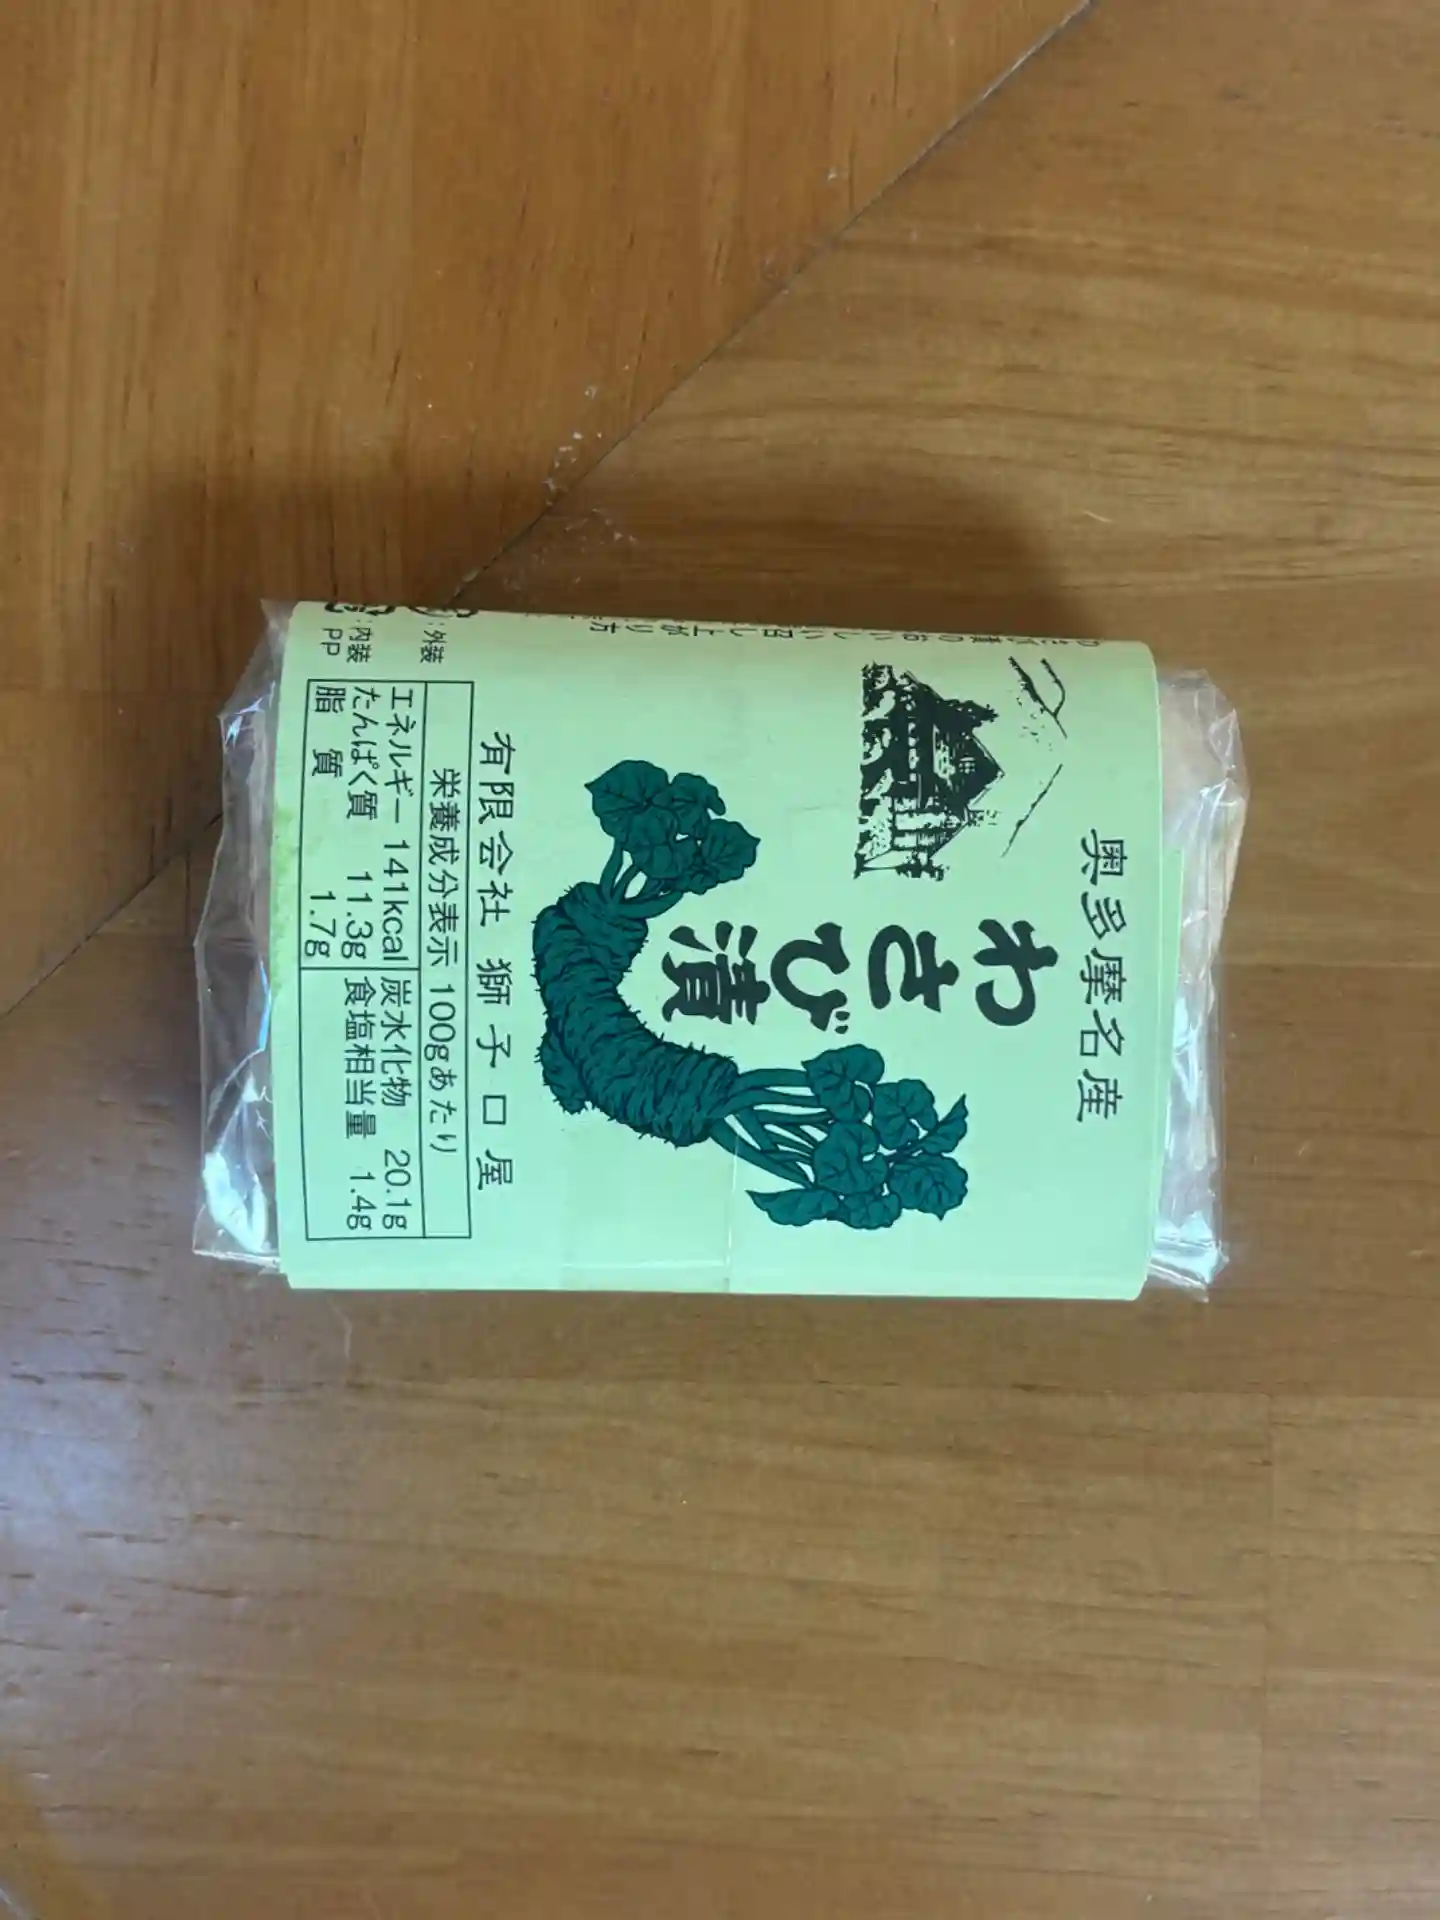 奥多摩名産
わさび漬
有限会社 獅子口屋
栄養成分表示 100gあたり
エネルギー 141kcal 炭水化物 20.1g
たんぱく質 11.3g 食塩相当量 1.4g
脂質 1.7g
:外装
:内装
PP